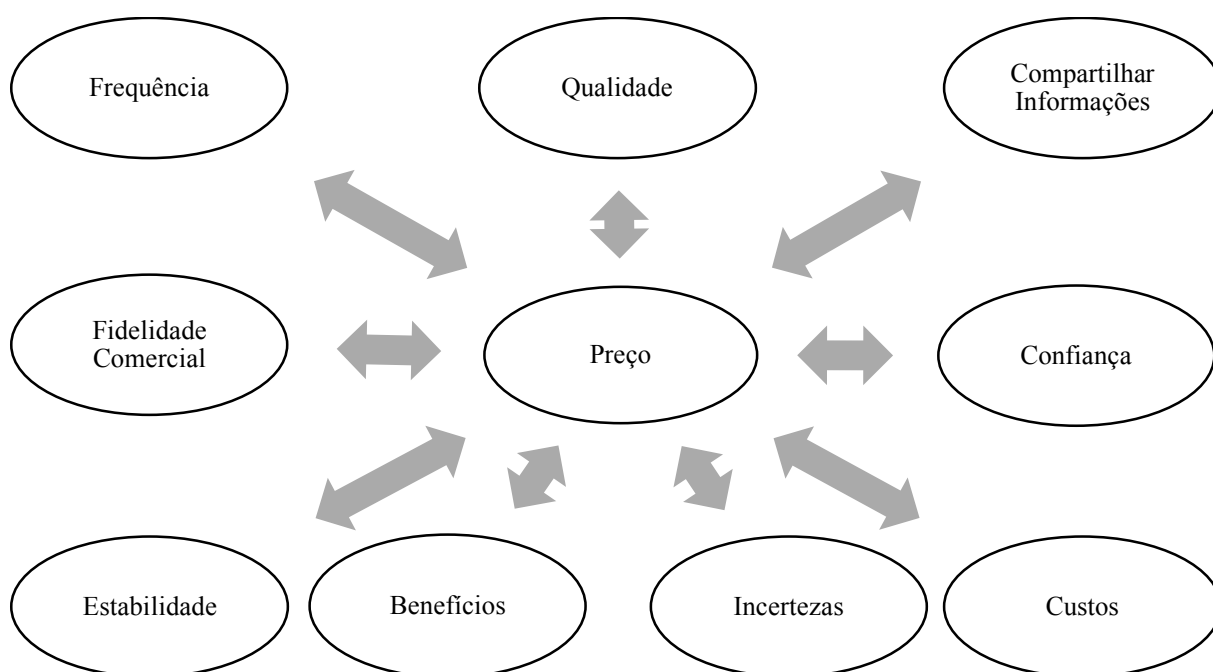 Frequência
Qualidade
Compartilhar
Informações
Fidelidade
Comercial
Preço
Confiança
Estabilidade
Benefícios
Incertezas
Custos